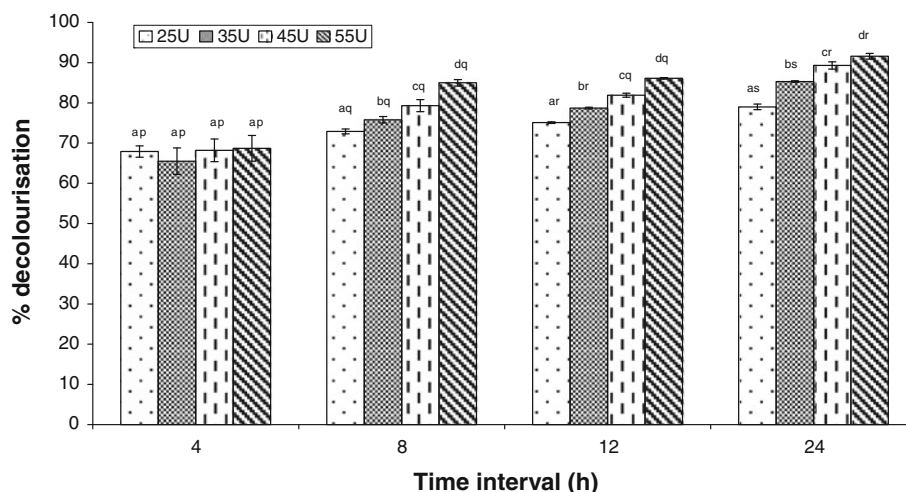 100
90
80
70
60
50
40
30
20
10
0
% decolourisation
25U 35U 45U 55U
ap ap ap ap
aq bq cq dq
ar br cq dq
as bs cr dr
4 8 12 24
Time interval (h)